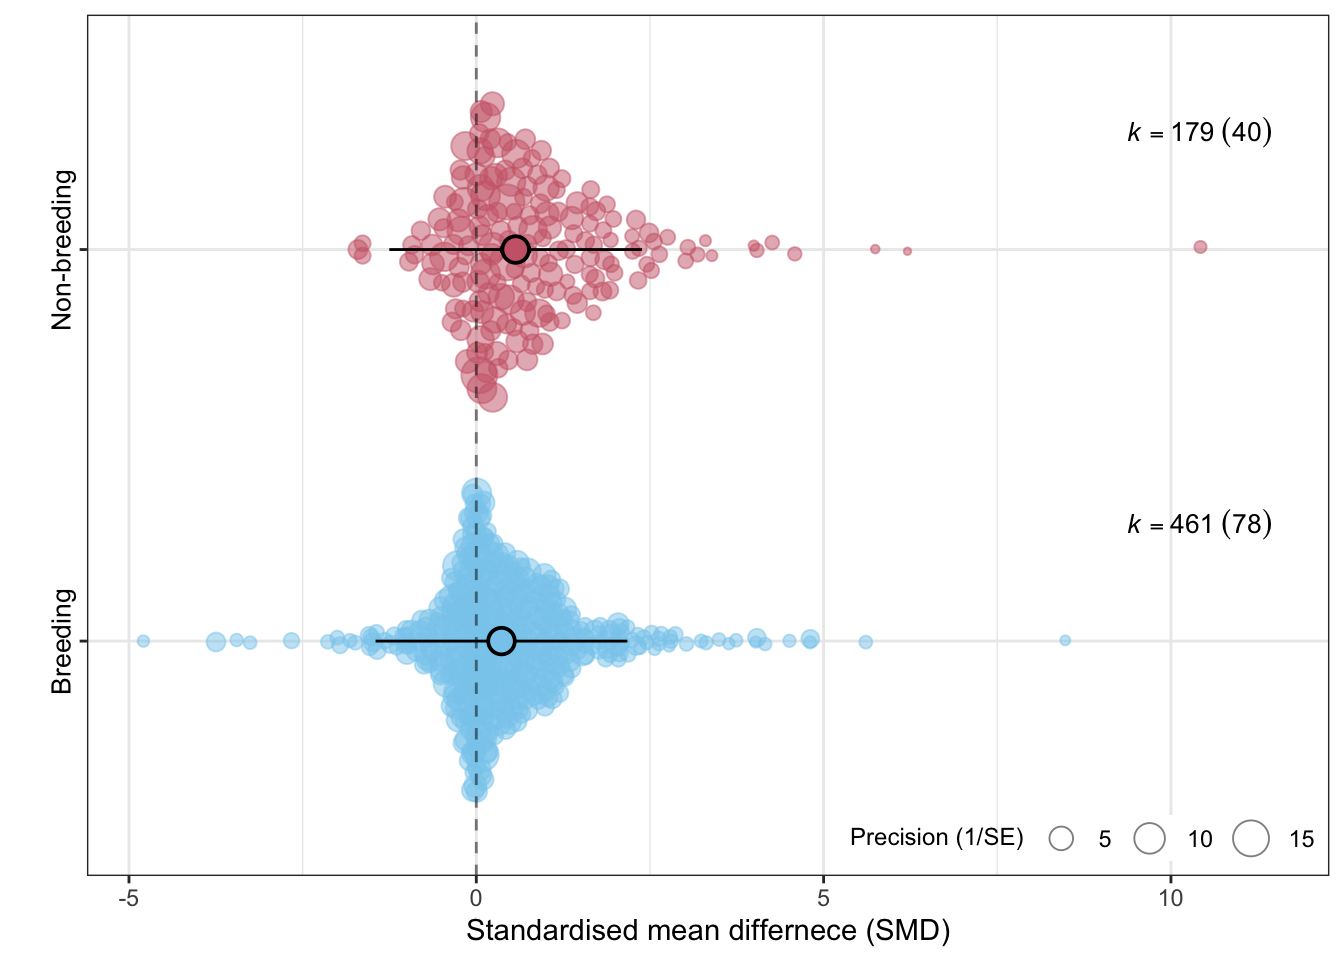 Non-breeding
k = 179 (40)
Breeding
k = 461 (78)
Precision (1/SE) 5 10 15
-5 0 5 10
Standardised mean differnece (SMD)